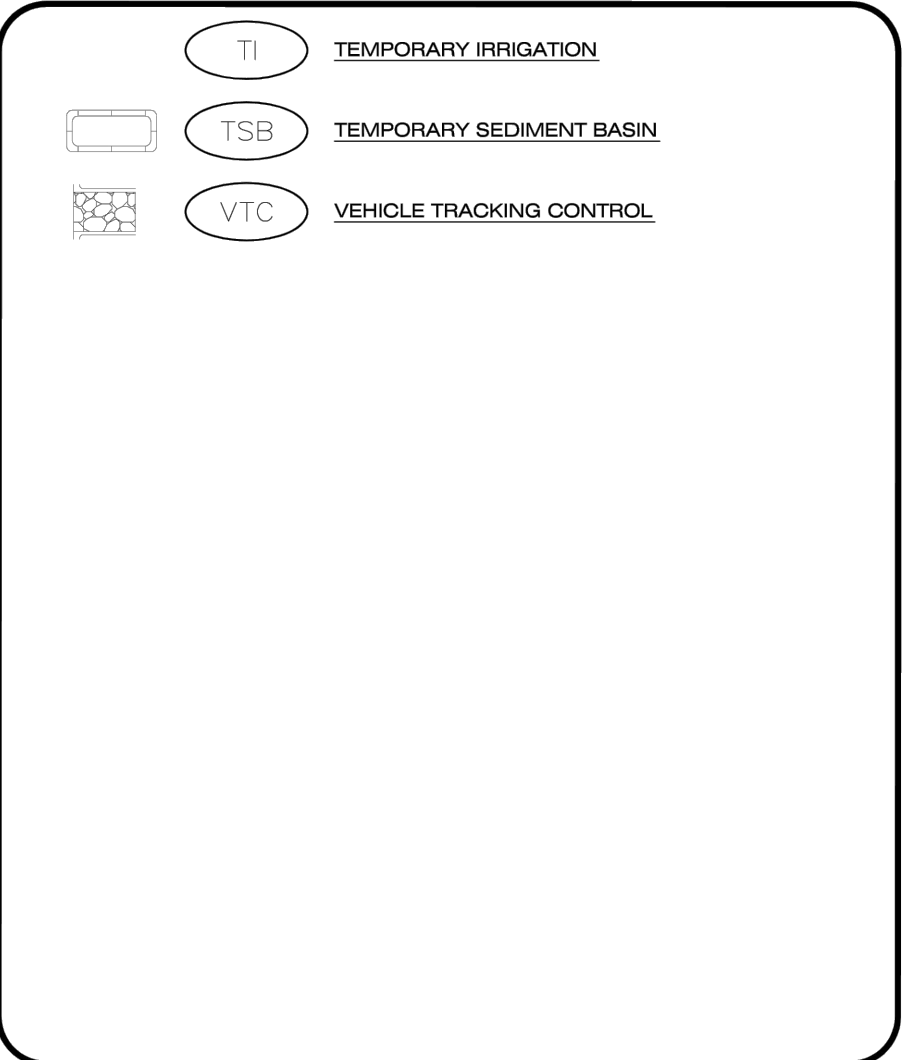 TI TEMPORARY IRRIGATION
TSB TEMPORARY SEDIMENT BASIN
VTC VEHICLE TRACKING CONTROL